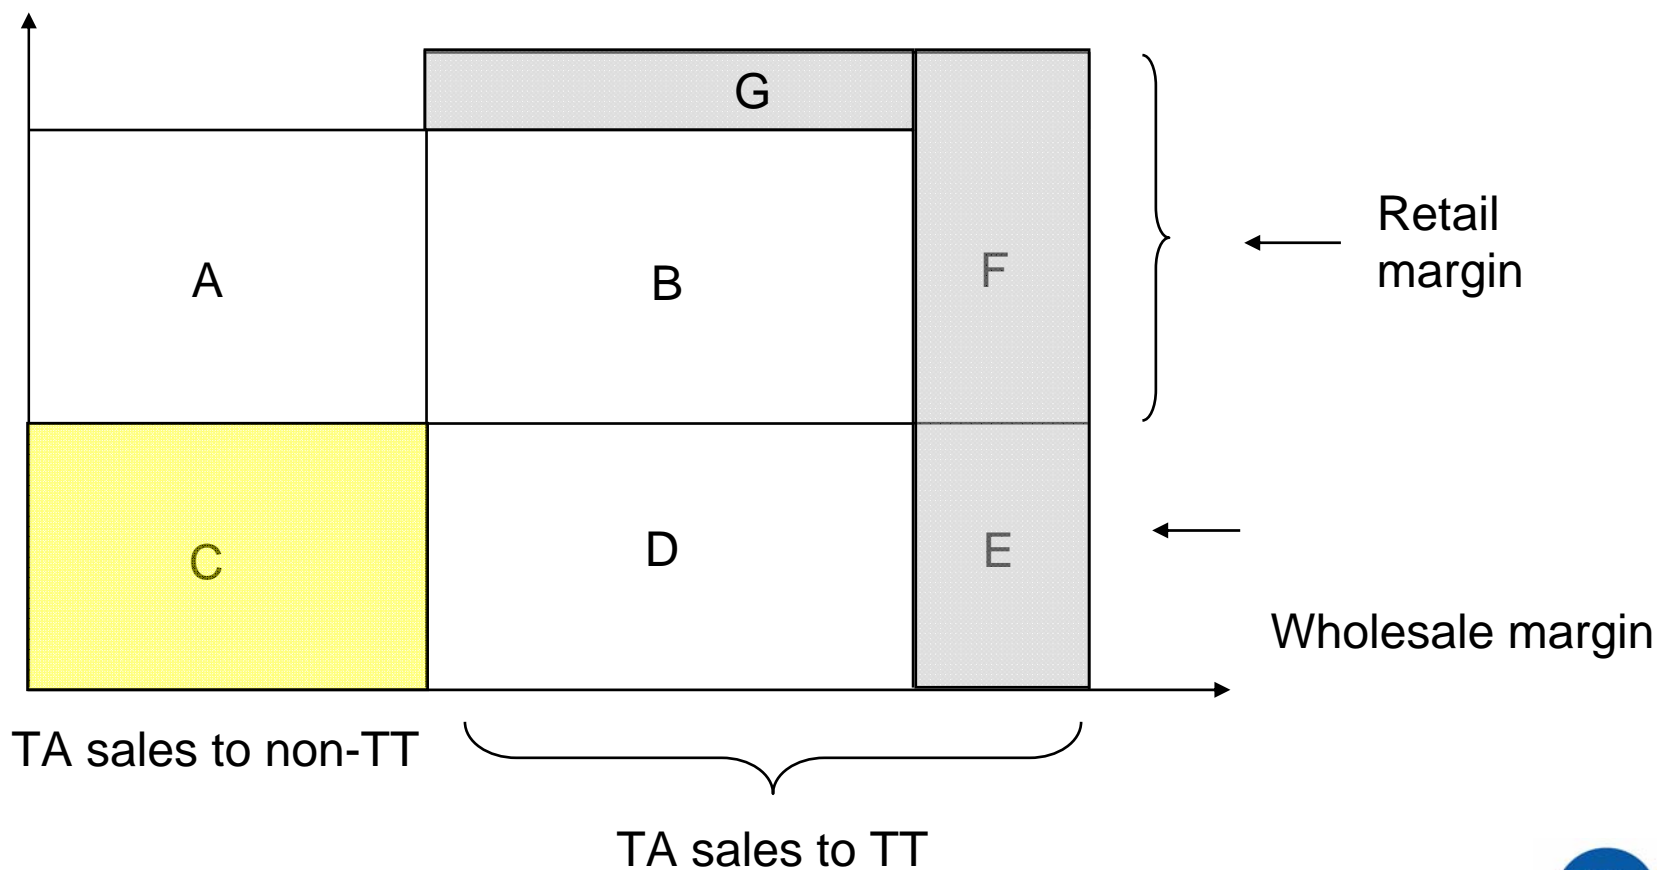 G
A
B
F
Retail
margin
C
D
E
Wholesale margin
TA sales to non-TT
TA sales to TT